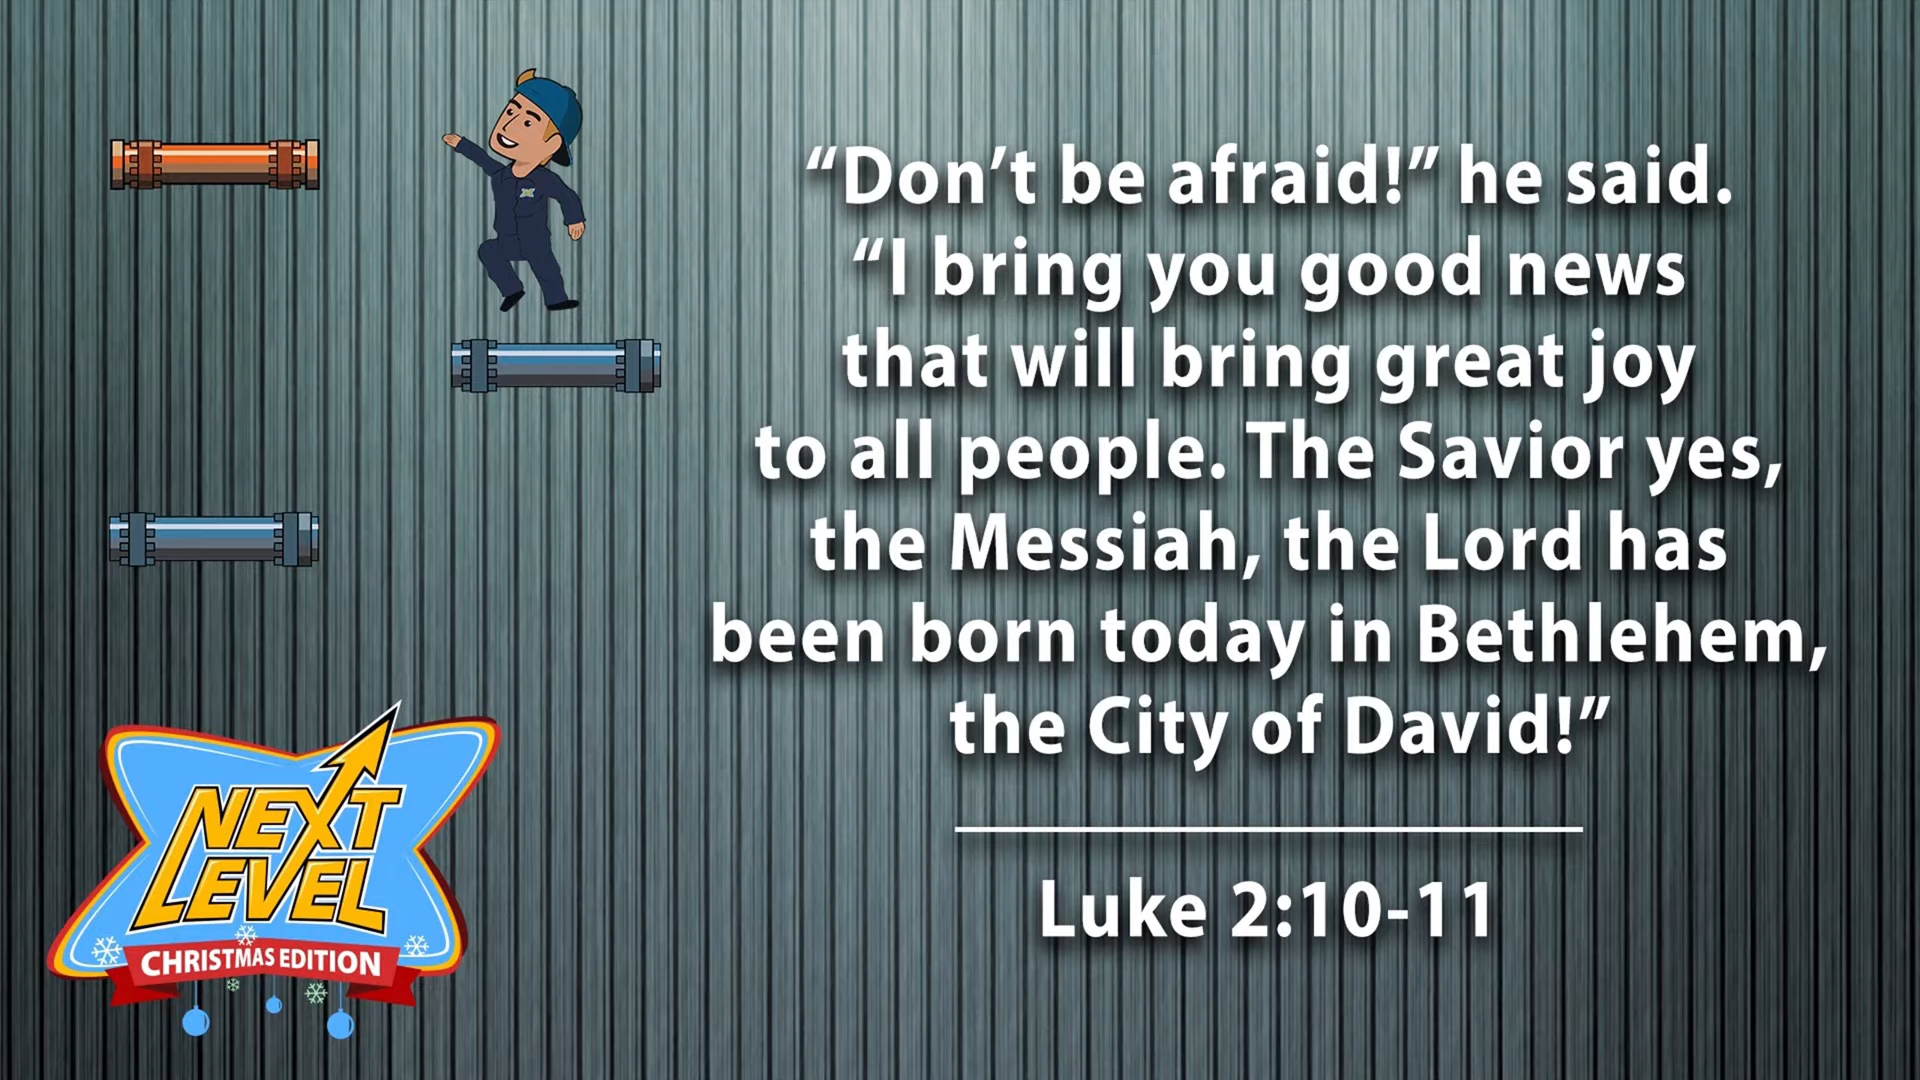 “Don’t be afraid!” he said.
“I bring you good news
that will bring great joy
to all people. The Savior yes,
the Messiah, the Lord has
been born today in Bethlehem,
the City of David!”
Luke 2:10-11
NEXT
LEVEL
CHRISTMAS EDITION